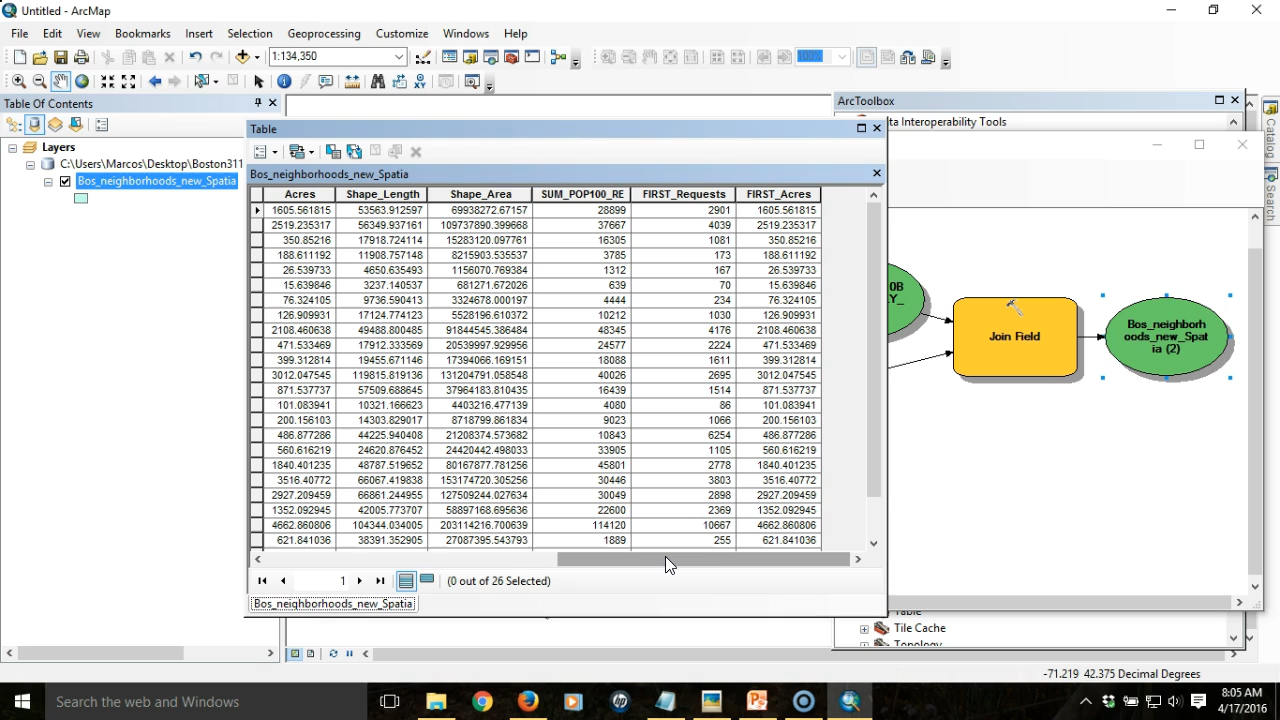 Untitled - ArcMap
File Edit View Bookmarks Insert Selection Geoprocessing Customize Windows Help
1:134,350
100%
Table Of Contents
ArcToolbox
ta Interoperability Tools
Catalog
Search
Layers
C:\Users\Marcos\Desktop\Boston311
Bos_neighborhoods_new_Spatia
Table
Bos_neighborhoods_new_Spatia
Acres Shape_Length Shape_Area SUM_POP100_RE FIRST_Requests FIRST_Acres
1605.561815 53563.912597 69938272.67157 28899 2901 1605.561815
2519.235317 56349.937161 109737890.399668 37667 4039 2519.235317
350.85216 17918.724114 15283120.097761 16305 1081 350.85216
188.611192 11908.757148 8215903.535537 3785 173 188.611192
26.539733 4650.635493 1156070.769384 1312 167 26.539733
15.639846 3237.140537 681271.672026 639 70 15.639846
76.324105 9736.590413 3324678.000197 4444 234 76.324105
126.909931 17124.774123 5528196.610372 10212 1030 126.909931
2108.460638 49488.800485 91844545.386484 48345 4176 2108.460638
471.533469 17912.333569 20539997.929956 24577 2224 471.533469
399.312814 19455.671146 17394066.169151 18088 1611 399.312814
3012.047545 119815.819136 131204791.058548 40026 2695 3012.047545
871.537737 57509.688645 37964183.810435 16439 1514 871.537737
101.083941 10321.166623 4403216.477139 4080 86 101.083941
200.156103 14303.829017 8718799.861834 9023 1066 200.156103
486.877286 44225.940408 21208374.573682 10843 6254 486.877286
560.616219 24620.876452 24420442.498033 33905 1105 560.616219
1840.401235 48787.519652 80167877.781256 45801 2778 1840.401235
3516.40772 66067.419838 153174720.305256 30446 3803 3516.40772
2927.209459 66861.244955 127509244.027634 30049 2898 2927.209459
1352.092945 42005.773707 58897168.695636 22600 2369 1352.092945
4662.860806 104344.034005 203114216.700639 114120 10667 4662.860806
621.841036 38391.352905 27087395.543793 1889 255 621.841036
1 (0 out of 26 Selected)
Bos_neighborhoods_new_Spatia
0B
Y_
Join Field
Bos_neighborh
oods_new_Spat
ia (2)
Table
Tile Cache
Topology
-71.219 42.375 Decimal Degrees
Search the web and Windows
8:05 AM
4/17/2016